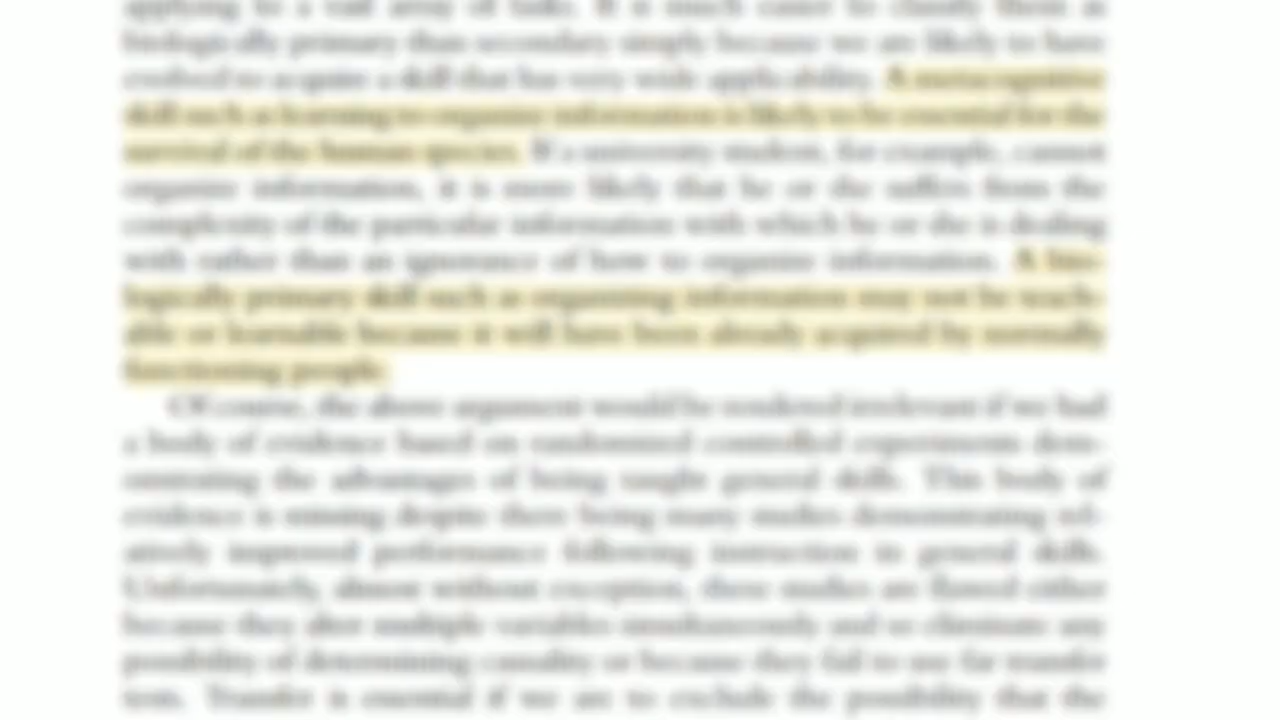 applying to a vast array of tasks. It is much easier to classify them as
biologically primary than secondary simply because we are likely to have
evolved to acquire a skill that has very wide applicability. A metacognitive
skill such as learning to organize information is likely to be essential for the
survival of the human species. If a university student, for example, cannot
organize information, it is more likely that he or she suffers from the
complexity of the particular information with which he or she is dealing
with rather than an ignorance of how to organize information. A bio-
logically primary skill such as organizing information may not be teach-
able or learnable because it will have been already acquired by normally
functioning people.
Of course, the above argument would be rendered irrelevant if we had
a body of evidence based on randomized controlled experiments dem-
onstrating the advantages of being taught general skills. This body of
evidence is missing despite there being many studies demonstrating rel-
atively improved performance following instruction in general skills.
Unfortunately, almost without exception, these studies are flawed either
because they alter multiple variables simultaneously and so eliminate any
possibility of determining causality or because they fail to use far transfer
tests. Transfer is essential if we are to exclude the possibility that the